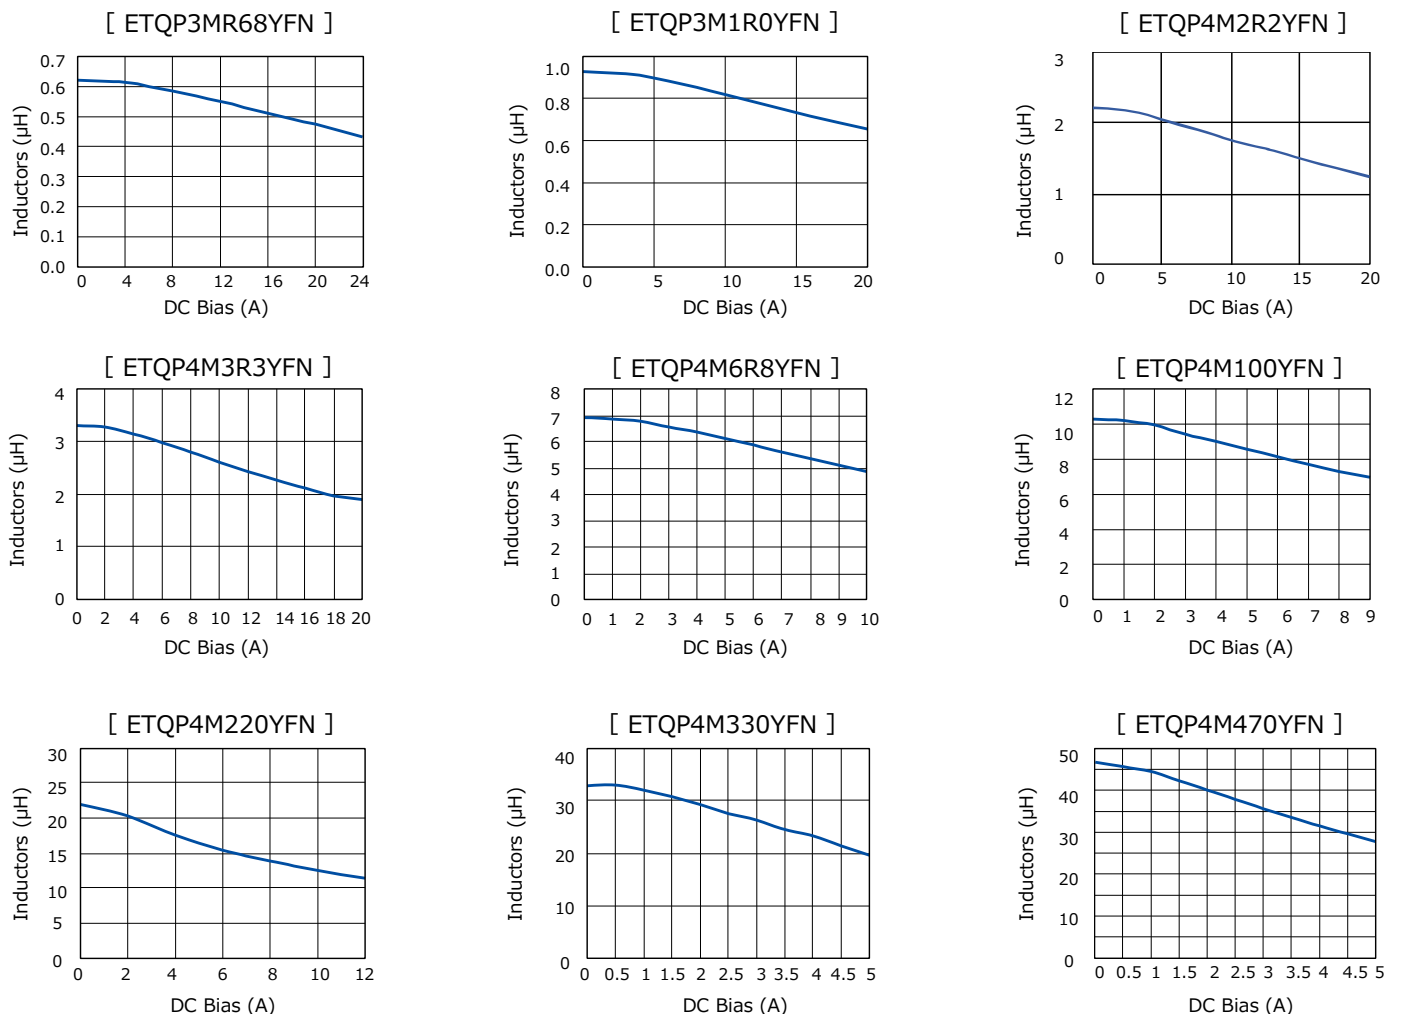 [ ETQP3MR68YFN ]
Inductors (μH)
0.7
0.6
0.5
0.4
0.3
0.2
0.1
0.0
0 4 8 12 16 20 24
DC Bias (A)
[ ETQP3M1R0YFN ]
Inductors (μH)
1.0
0.8
0.6
0.4
0.2
0.0
0 5 10 15 20
DC Bias (A)
[ ETQP4M2R2YFN ]
Inductors (μH)
3
2
1
0
0 5 10 15 20
DC Bias (A)
[ ETQP4M3R3YFN ]
Inductors (μH)
4
3
2
1
0
0 2 4 6 8 10 12 14 16 18 20
DC Bias (A)
[ ETQP4M6R8YFN ]
Inductors (μH)
8
7
6
5
4
3
2
1
0
0 1 2 3 4 5 6 7 8 9 10
DC Bias (A)
[ ETQP4M100YFN ]
Inductors (μH)
12
10
8
6
4
2
0
0 1 2 3 4 5 6 7 8 9
DC Bias (A)
[ ETQP4M220YFN ]
Inductors (μH)
30
25
20
15
10
5
0
0 2 4 6 8 10 12
DC Bias (A)
[ ETQP4M330YFN ]
Inductors (μH)
40
30
20
10
0
0 0.5 1 1.5 2 2.5 3 3.5 4 4.5 5
DC Bias (A)
[ ETQP4M470YFN ]
Inductors (μH)
50
40
30
20
10
0
0 0.5 1 1.5 2 2.5 3 3.5 4 4.5 5
DC Bias (A)